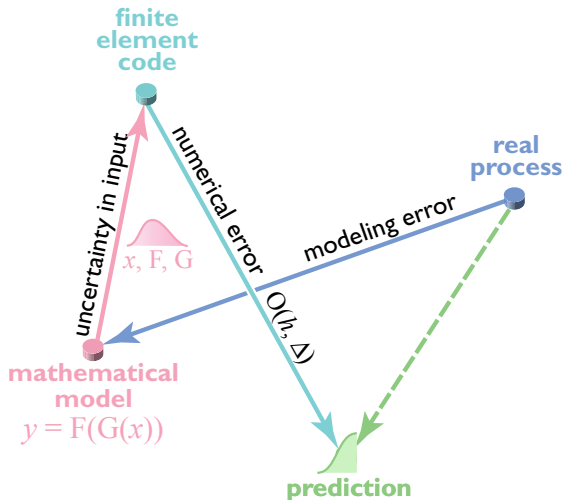 finite
element
code
real
process
uncertainty in input
numerical error O(h, Δ)
modeling error
x, F, G
mathematical
model
y = F(G(x))
prediction